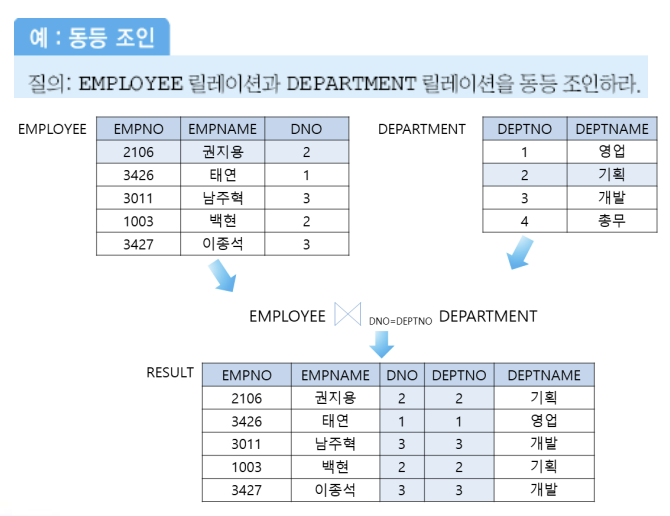 예 : 동등 조인
질의: EMPLOYEE 릴레이션과 DEPARTMENT 릴레이션을 동등 조인하라.
EMPLOYEE EMPNO EMPNAME DNO
2106 권지용 2
3426 태연 1
3011 남주혁 3
1003 백현 2
3427 이종석 3
DEPARTMENT DEPTNO DEPTNAME
1 영업
2 기획
3 개발
4 총무
EMPLOYEE ⋈ DNO=DEPTNO DEPARTMENT
RESULT EMPNO EMPNAME DNO DEPTNO DEPTNAME
2106 권지용 2 2 기획
3426 태연 1 1 영업
3011 남주혁 3 3 개발
1003 백현 2 2 기획
3427 이종석 3 3 개발